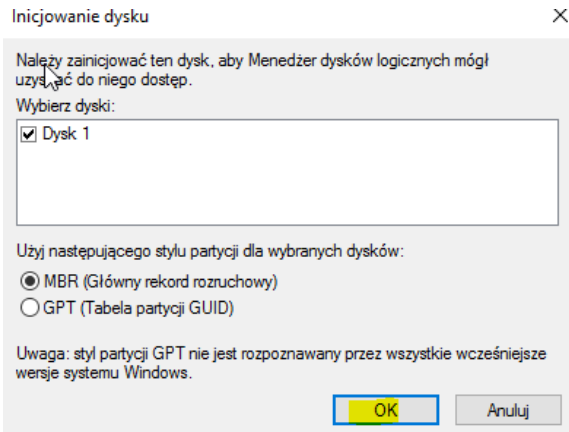 Inicjowanie dysku
Należy zainicjować ten dysk, aby Menedżer dysków logicznych mógł
uzyskać do niego dostęp.
Wybierz dyski:
Dysk 1
Użyj następującego stylu partycji dla wybranych dysków:
MBR (Główny rekord rozruchowy)
GPT (Tabela partycji GUID)
Uwaga: styl partycji GPT nie jest rozpoznawany przez wszystkie wcześniejsze
wersje systemu Windows.
OK
Anuluj